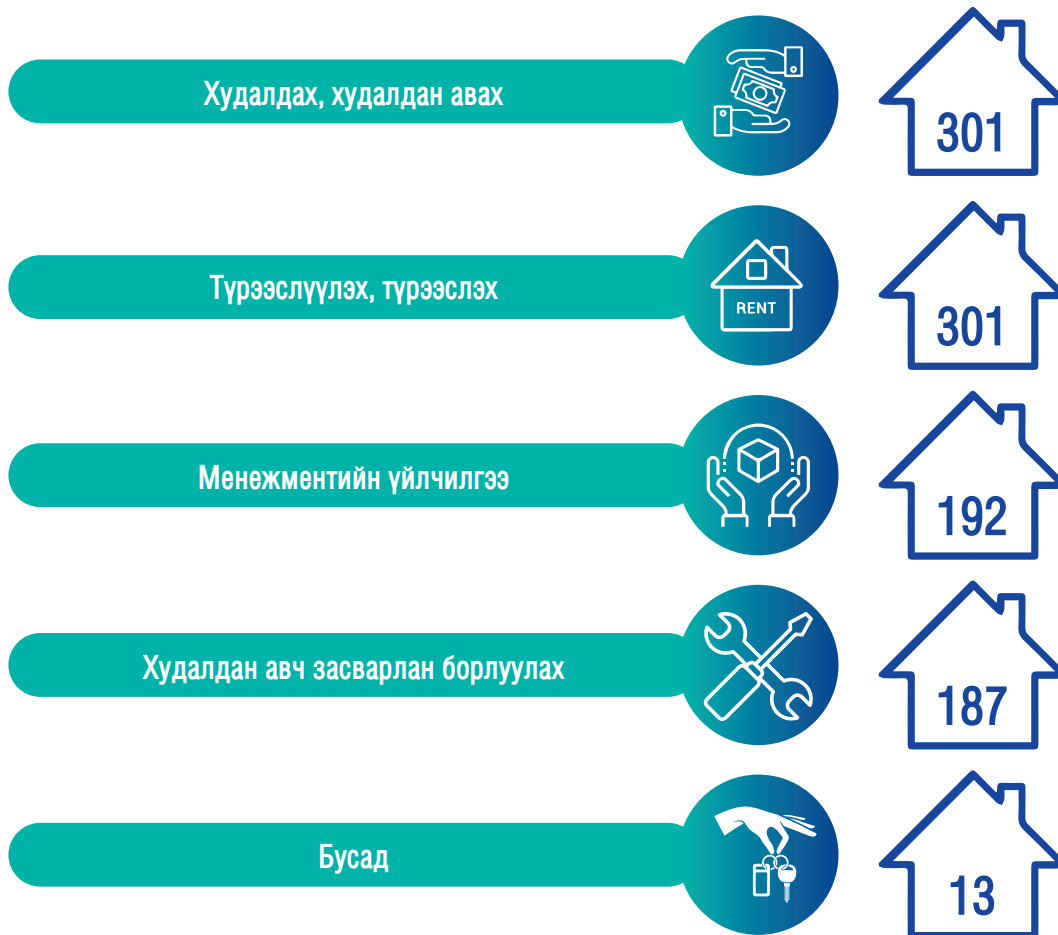 Худалдах, худалдан авах
301
Түрээслүүлэх, түрээслэх
RENT
301
Менежментийн үйлчилгээ
192
Худалдан авч засварлан борлуулах
187
Бусад
13